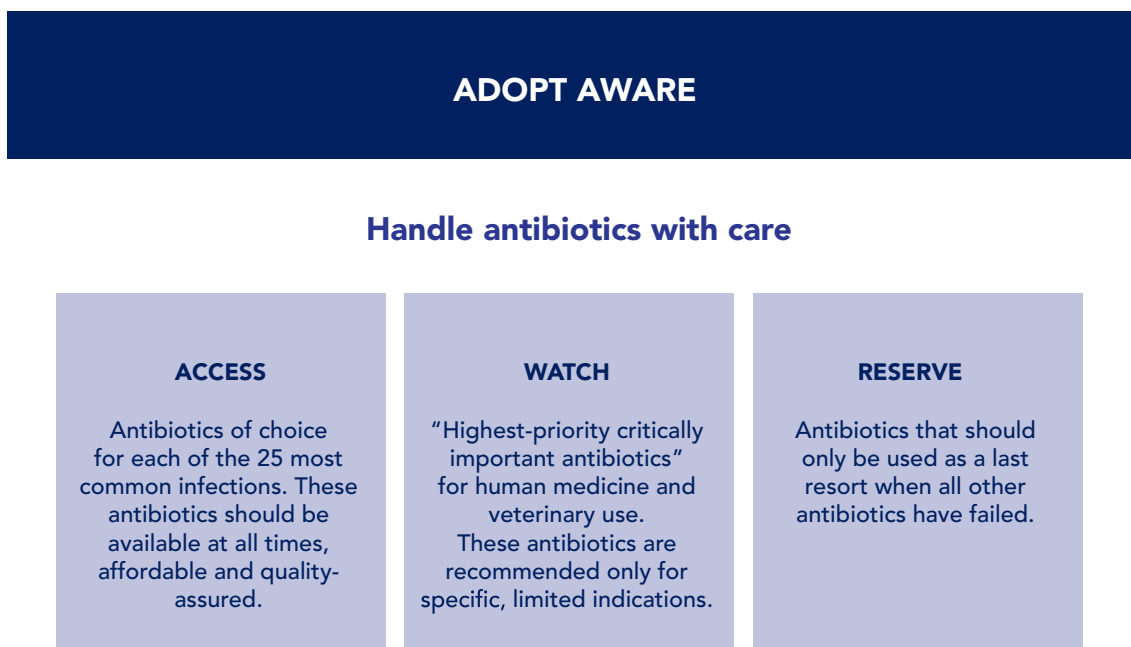 ADOPT AWARE
Handle antibiotics with care
ACCESS
Antibiotics of choice
for each of the 25 most
common infections. These
antibiotics should be
available at all times,
affordable and quality-
assured.
WATCH
“Highest-priority critically
important antibiotics”
for human medicine and
veterinary use.
These antibiotics are
recommended only for
specific, limited indications.
RESERVE
Antibiotics that should
only be used as a last
resort when all other
antibiotics have failed.